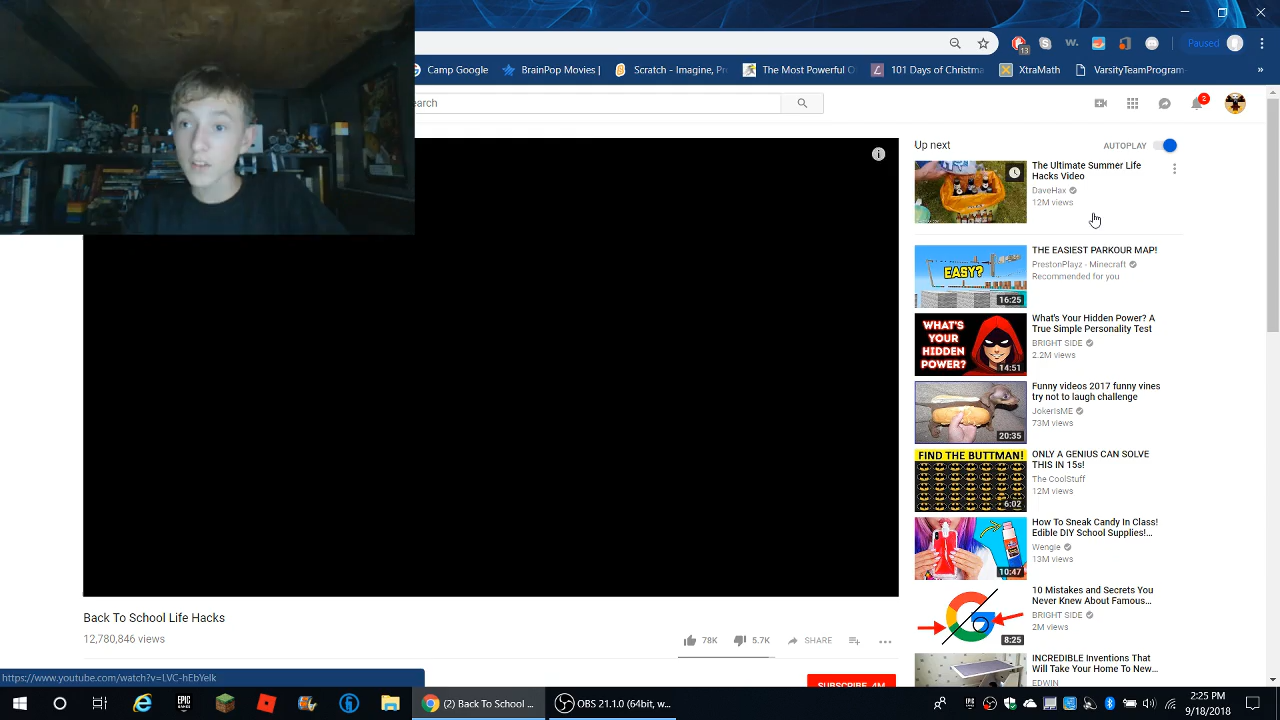 Paused
13
Camp Google
BrainPop Movies |
Scratch - Imagine, Pr
The Most Powerful O
101 Days of Christma
XtraMath
VarsityTeamProgram
earch
2
Up next
AUTOPLAY
The Ultimate Summer Life
Hacks Video
DaveHax
12M views
EASY?
16:25
THE EASIEST PARKOUR MAP!
PrestonPlayz - Minecraft
Recommended for you
WHAT'S
YOUR
HIDDEN
POWER?
14:51
What's Your Hidden Power? A
True Simple Personality Test
BRIGHT SIDE
2.2M views
20:35
Funny videos 2017 funny vines
try not to laugh challenge
JokerIsME
73M views
FIND THE BUTTMAN!
6:02
ONLY A GENIUS CAN SOLVE
THIS IN 15s!
The CoolStuff
12M views
10:47
How To Sneak Candy In Class!
Edible DIY School Supplies!...
Wengie
13M views
8:25
10 Mistakes and Secrets You
Never Knew About Famous...
BRIGHT SIDE
2M views
INCREDIBLE Inventions That
Will Take Your Home To New...
EDWIN
Back To School Life Hacks
12,780,846 views
78K
5.7K
SHARE
SUBSCRIBE 4M
https://www.youtube.com/watch?v=LVC-hEbYeIk
EPIC
(2) Back To School ...
OBS 21.1.0 (64bit, w...
2:25 PM
9/18/2018